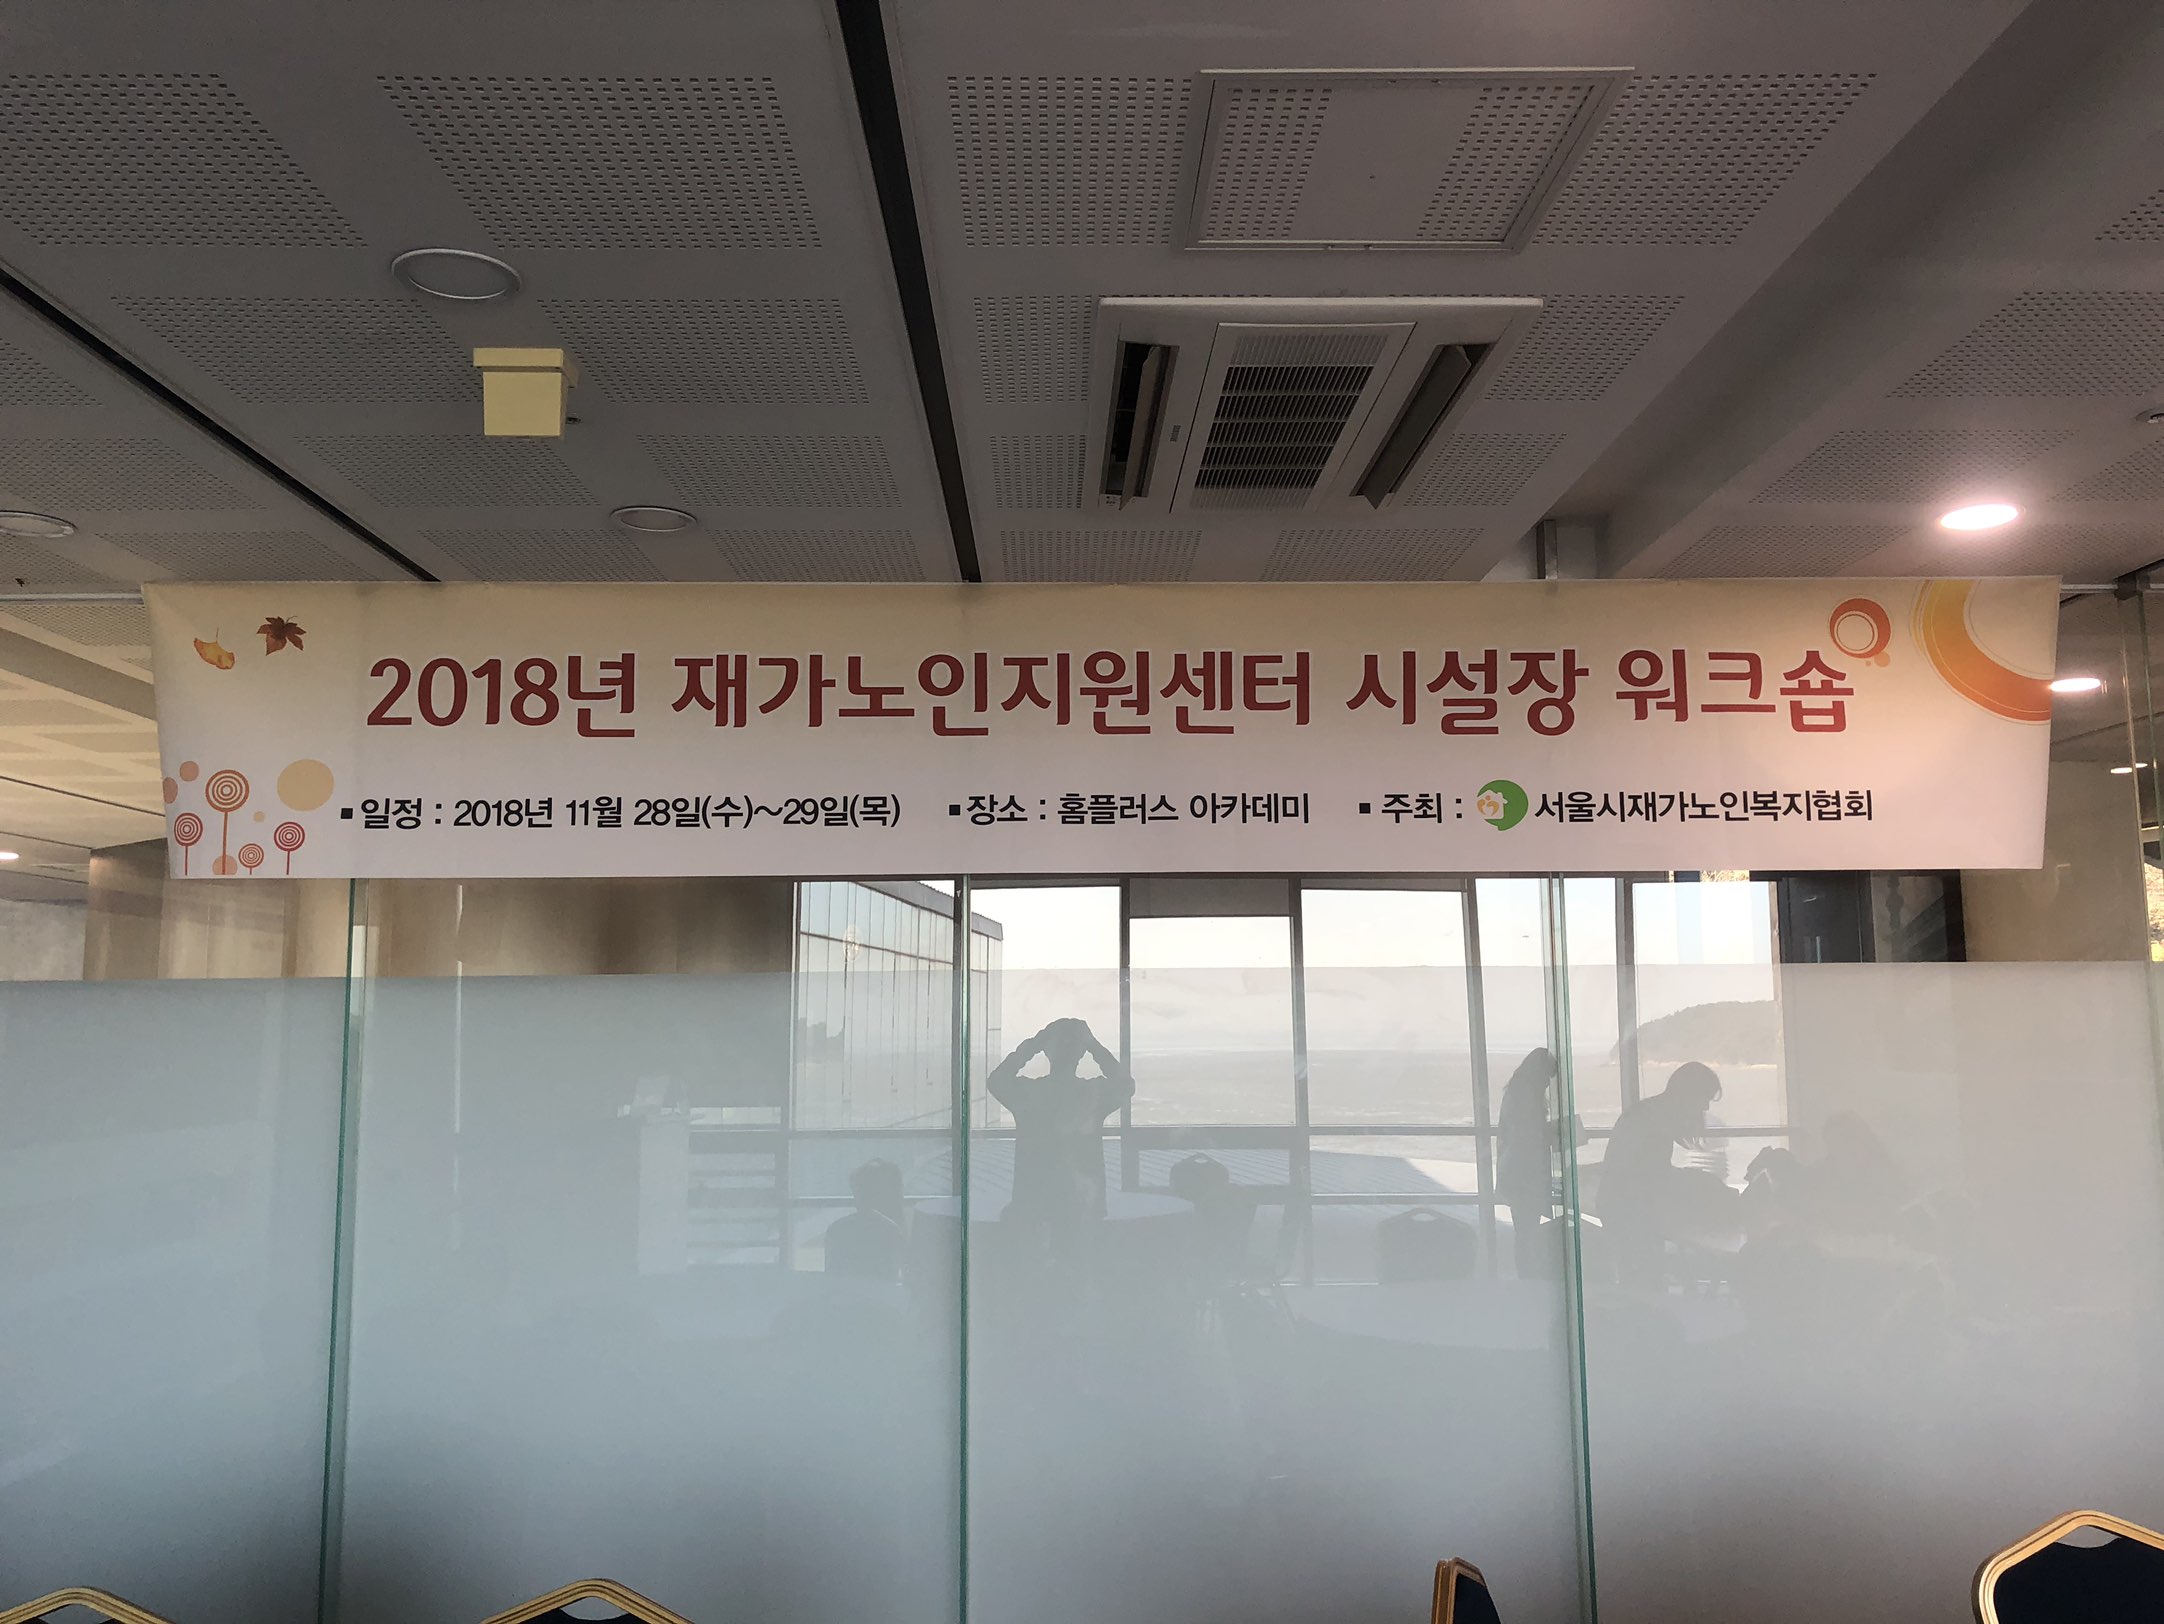 2018년 재가노인지원센터 시설장 워크숍
▪일정 : 2018년 11월 28일(수)~29일(목) ▪장소 : 홈플러스 아카데미 ▪주최 : 서울시재가노인복지협회